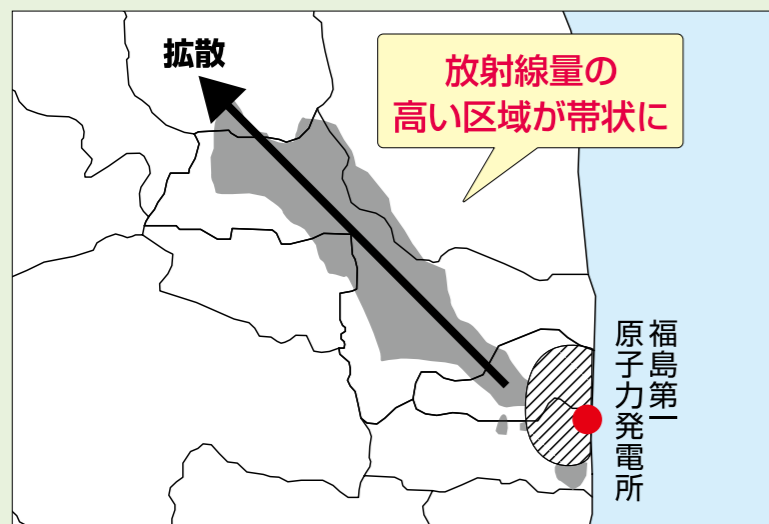 拡散
放射線量の
高い区域が帯状に
福島第一
原子力発電所